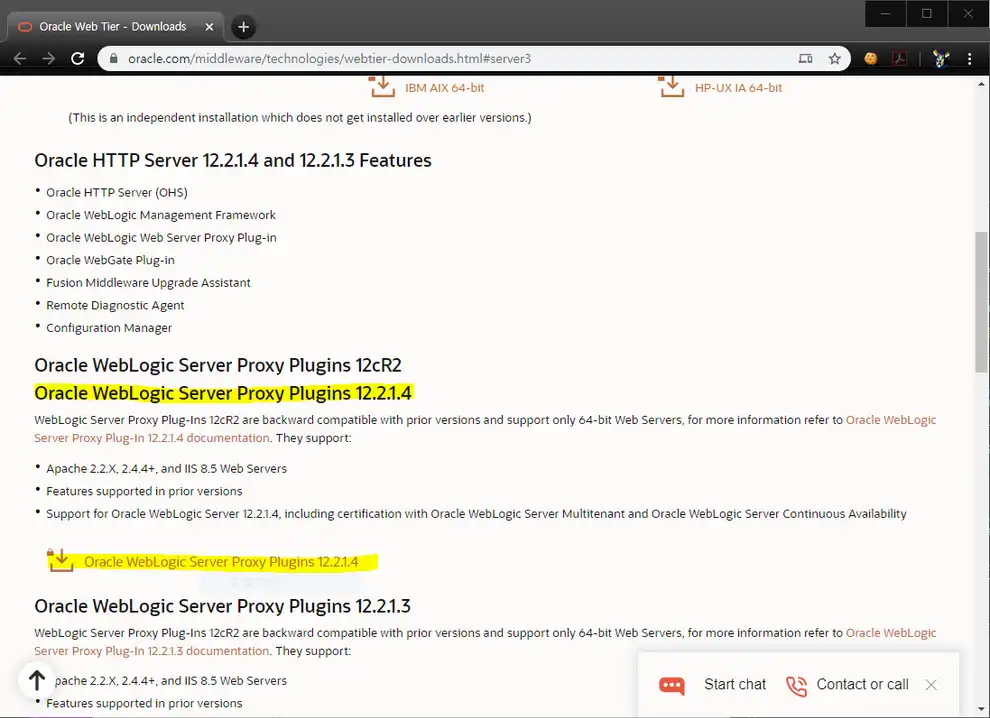 Oracle Web Tier - Downloads
oracle.com/middleware/technologies/webtier-downloads.html#server3
IBM AIX 64-bit
HP-UX IA 64-bit
(This is an independent installation which does not get installed over earlier versions.)
Oracle HTTP Server 12.2.1.4 and 12.2.1.3 Features
• Oracle HTTP Server (OHS)
• Oracle WebLogic Management Framework
• Oracle WebLogic Web Server Proxy Plug-in
• Oracle WebGate Plug-in
• Fusion Middleware Upgrade Assistant
• Remote Diagnostic Agent
• Configuration Manager
Oracle WebLogic Server Proxy Plugins 12cR2
Oracle WebLogic Server Proxy Plugins 12.2.1.4
WebLogic Server Proxy Plug-Ins 12cR2 are backward compatible with prior versions and support only 64-bit Web Servers, for more information refer to Oracle WebLogic
Server Proxy Plug-In 12.2.1.4 documentation. They support:
• Apache 2.2.X, 2.4.4+, and IIS 8.5 Web Servers
• Features supported in prior versions
• Support for Oracle WebLogic Server 12.2.1.4, including certification with Oracle WebLogic Server Multitenant and Oracle WebLogic Server Continuous Availability
Oracle WebLogic Server Proxy Plugins 12.2.1.4
Oracle WebLogic Server Proxy Plugins 12.2.1.3
WebLogic Server Proxy Plug-Ins 12cR2 are backward compatible with prior versions and support only 64-bit Web Servers, for more information refer to Oracle WebLogic
Server Proxy Plug-In 12.2.1.3 documentation. They support:
pache 2.2.X, 2.4.4+, and IIS 8.5 Web Servers
• Features supported in prior versions
Start chat
Contact or call